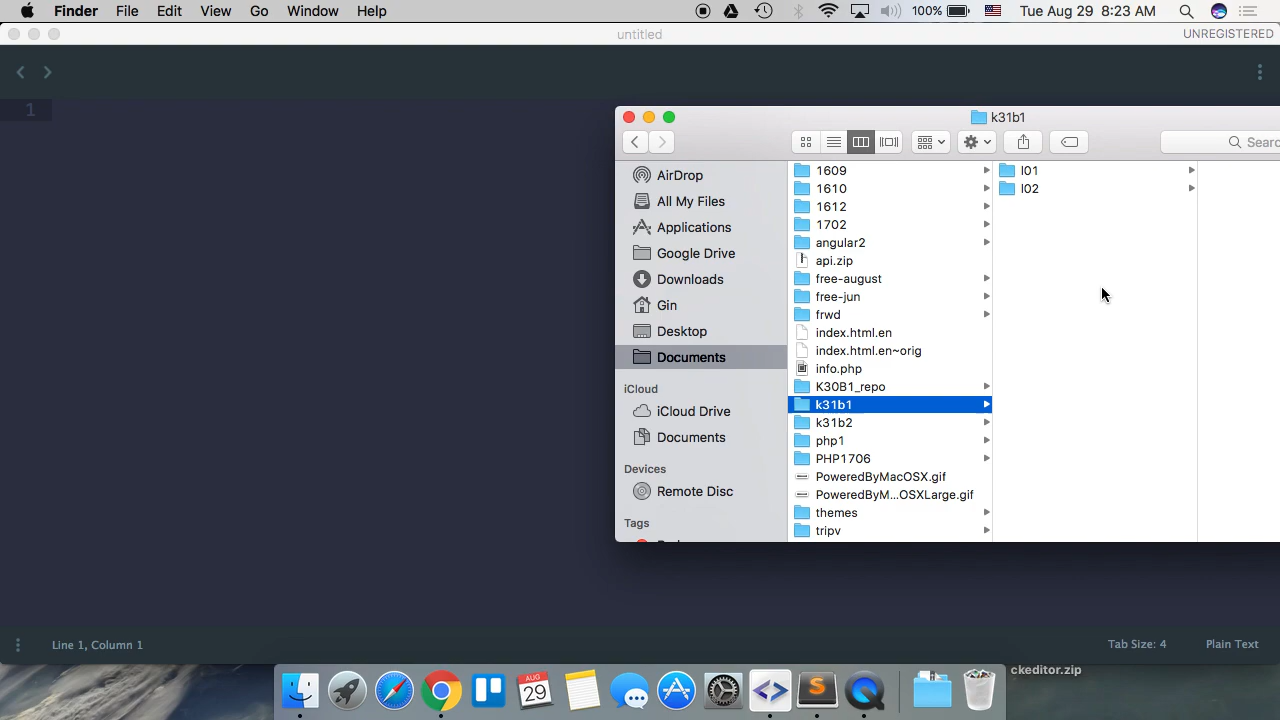 Finder File Edit View Go Window Help 100% Tue Aug 29 8:23 AM
untitled UNREGISTERED
1
k31b1
AirDrop
All My Files
Applications
Google Drive
Downloads
Gin
Desktop
Documents
iCloud
iCloud Drive
Documents
Devices
Remote Disc
Tags
1609
1610
1612
1702
angular2
api.zip
free-august
free-jun
frwd
index.html.en
index.html.en~orig
info.php
K30B1_repo
k31b1
k31b2
php1
PHP1706
PoweredByMacOSX.gif
PoweredByM...OSXLarge.gif
themes
tripv
l01
l02
Searc
Line 1, Column 1 Tab Size: 4 Plain Text
ckeditor.zip
AUG
29